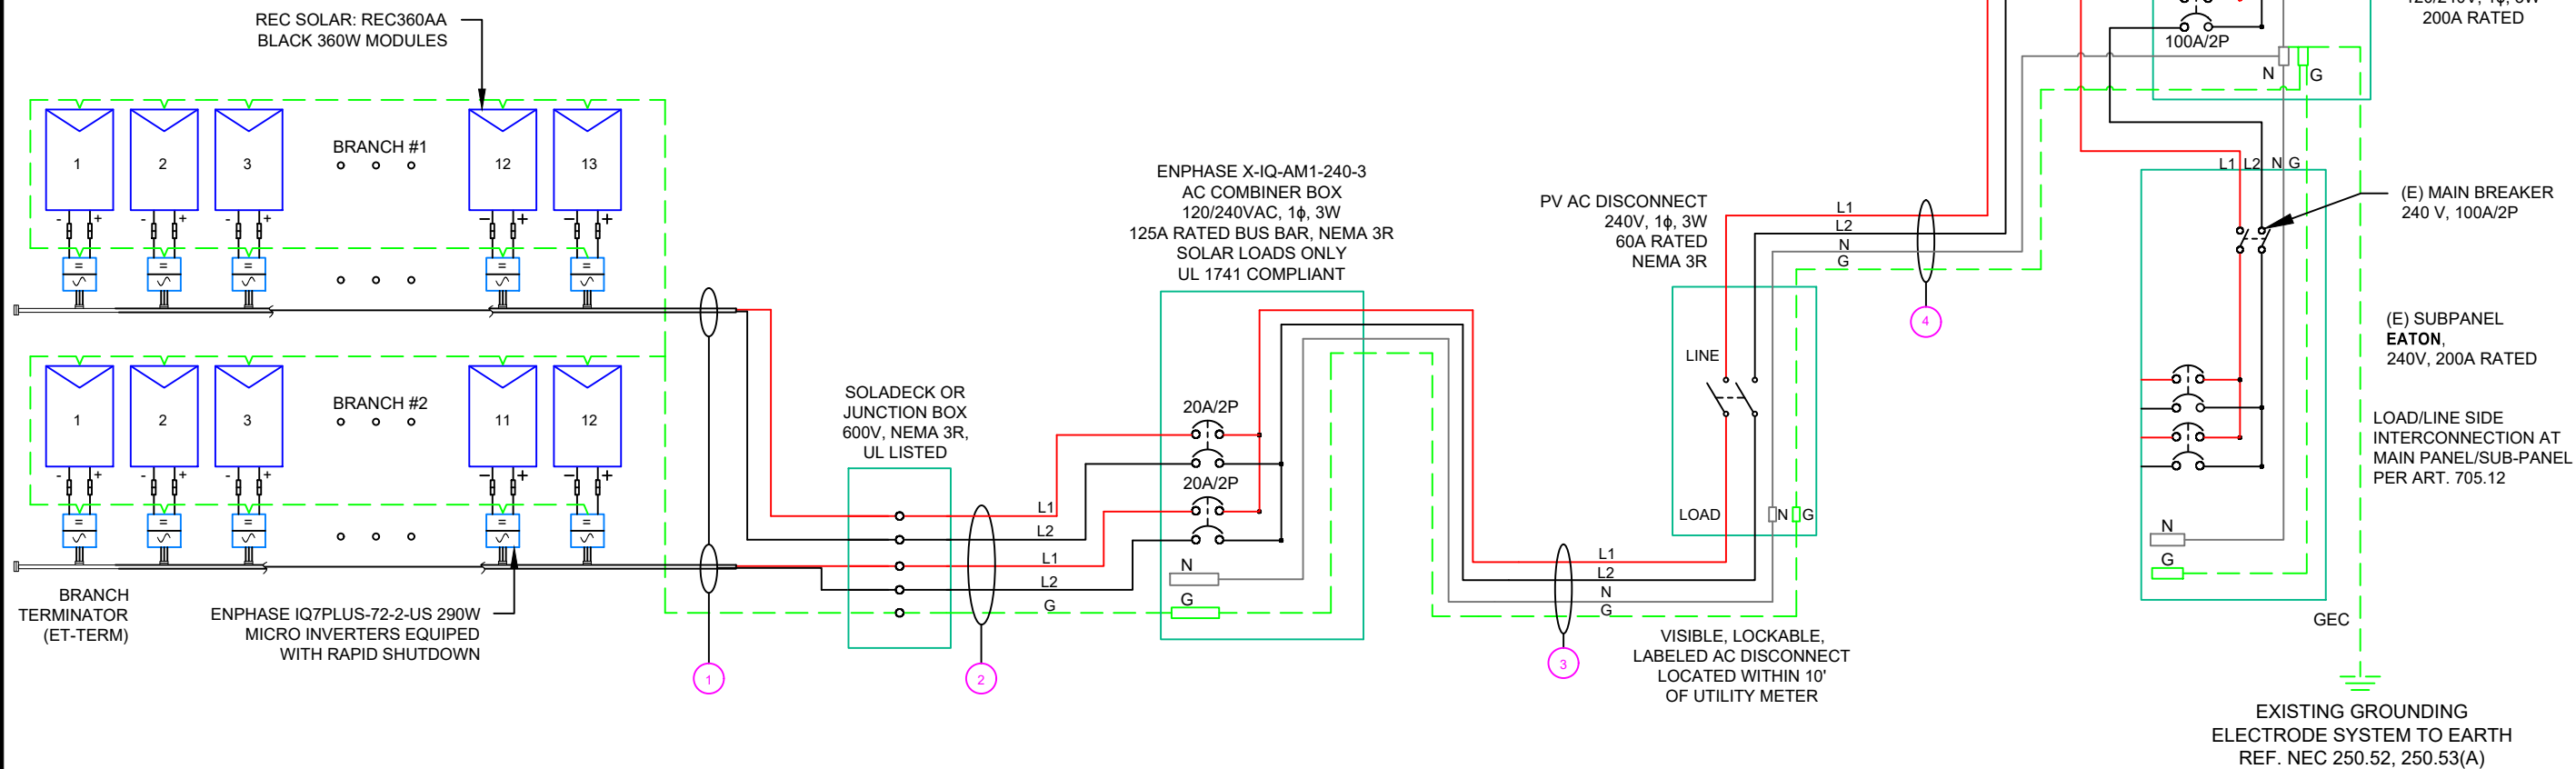 REC SOLAR: REC360AA
BLACK 360W MODULES
1
2
3
BRANCH #1
12
13
- +
- +
- +
- +
- +
1
2
3
BRANCH #2
11
12
- +
- +
- +
- +
- +
BRANCH
TERMINATOR
(ET-TERM)
ENPHASE IQ7PLUS-72-2-US 290W
MICRO INVERTERS EQUIPED
WITH RAPID SHUTDOWN
1
SOLADECK OR
JUNCTION BOX
600V, NEMA 3R,
UL LISTED
L1
L2
L1
L2
G
2
ENPHASE X-IQ-AM1-240-3
AC COMBINER BOX
120/240VAC, 1ϕ, 3W
125A RATED BUS BAR, NEMA 3R
SOLAR LOADS ONLY
UL 1741 COMPLIANT
20A/2P
20A/2P
N
G
L1
L2
N
G
3
PV AC DISCONNECT
240V, 1ϕ, 3W
60A RATED
NEMA 3R
LINE
LOAD
N G
VISIBLE, LOCKABLE,
LABELED AC DISCONNECT
LOCATED WITHIN 10'
OF UTILITY METER
L1
L2
N
G
4
120/240V, 1ϕ, 3W
200A RATED
100A/2P
N G
L1 L2 N G
(E) MAIN BREAKER
240 V, 100A/2P
(E) SUBPANEL
EATON,
240V, 200A RATED
LOAD/LINE SIDE
INTERCONNECTION AT
MAIN PANEL/SUB-PANEL
PER ART. 705.12
N
G
GEC
EXISTING GROUNDING
ELECTRODE SYSTEM TO EARTH
REF. NEC 250.52, 250.53(A)